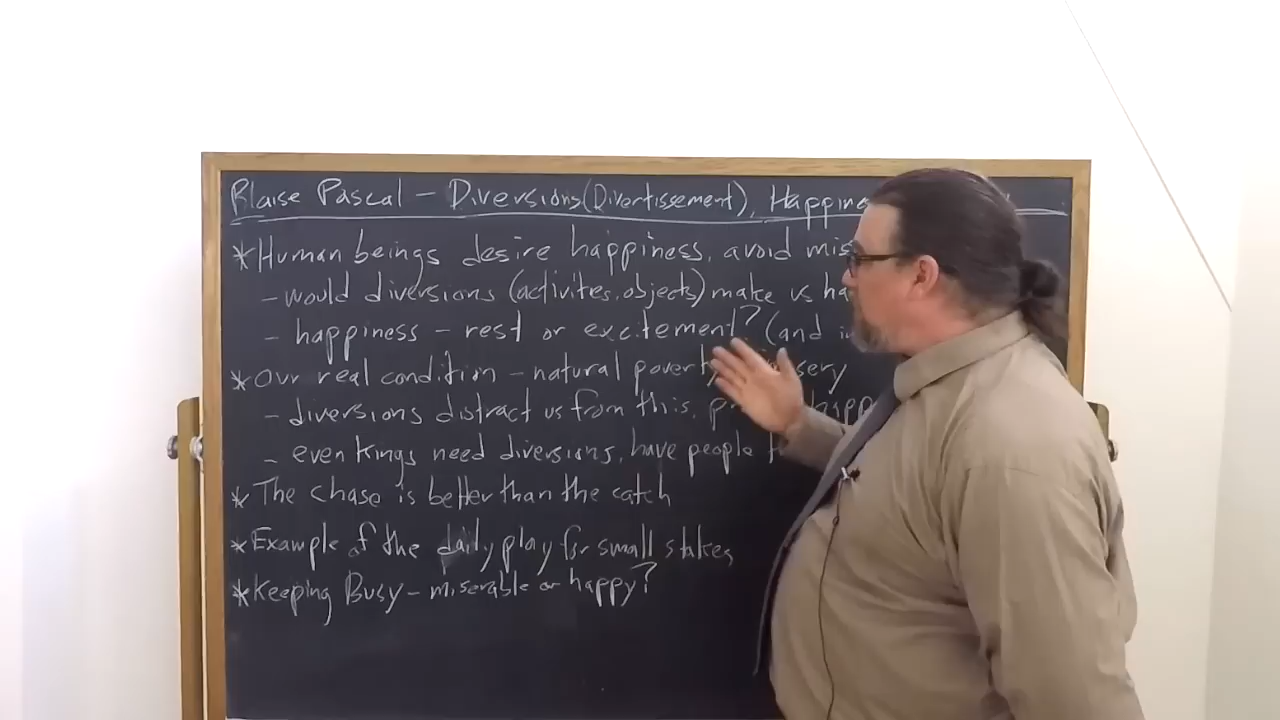 Blaise Pascal – Diversions (Divertissement), Happine
* Human beings desire happiness, avoid mis
- would diversions (activites, objects) make us ha
- happiness – rest or excitement? (and
* Our real condition – natural poverty, misery
- diversions distract us from this, happ
- even kings need diversions, have people
* The chase is better than the catch
* Example of the daily play for small stakes
* Keeping Busy – miserable or happy?